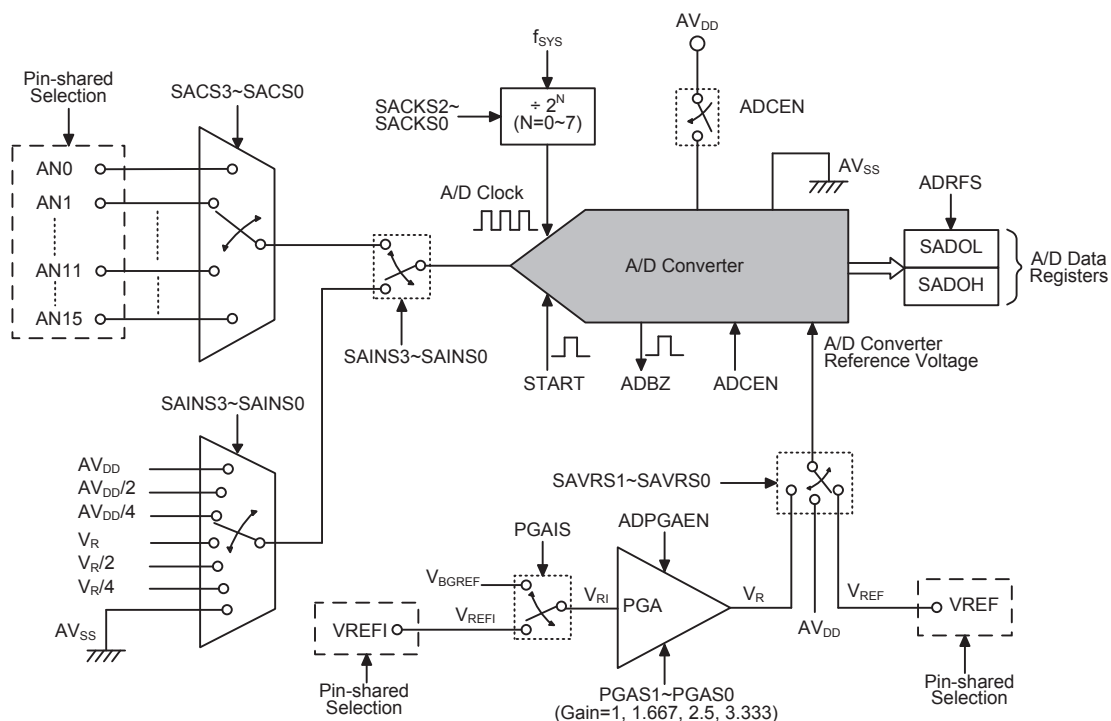 Pin-shared
Selection
SACS3~SACS0
AN0
AN1
AN11
AN15
f_SYS
SACKS2~
SACKS0
÷ 2^N
(N=0~7)
A/D Clock
AV_DD
ADCEN
AV_SS
A/D Converter
ADRFS
SADOL
SADOH
A/D Data
Registers
SAINS3~SAINS0
START
ADBZ
ADCEN
A/D Converter
Reference Voltage
SAINS3~SAINS0
AV_DD
AV_DD/2
AV_DD/4
V_R
V_R/2
V_R/4
AV_SS
SAVRS1~SAVRS0
PGAIS
ADPGAEN
V_BGREF
V_REFI
VREFI
V_RI
PGA
V_R
AV_DD
V_REF
VREF
Pin-shared
Selection
PGAS1~PGAS0
(Gain=1, 1.667, 2.5, 3.333)
Pin-shared
Selection